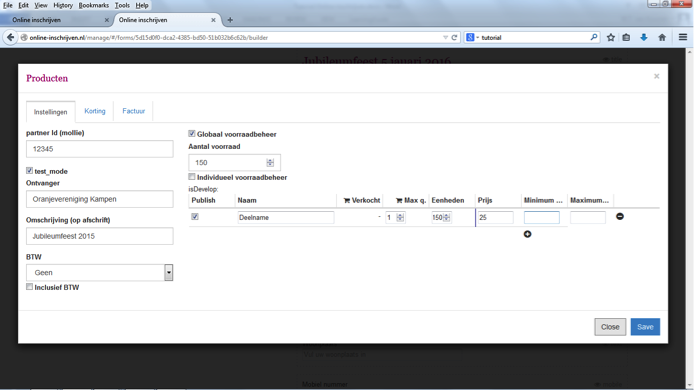 File Edit View History Bookmarks Tools Help
Online inschrijven
Online inschrijven
online-inschrijven.nl/manage/#/forms/5d15d0f0-dca2-4385-bd50-51b032b6c62b/builder
tutorial
Jubileumfeest 5 januari 2016
Producten
Instellingen Korting Factuur
partner Id (mollie)
12345
test_mode
Ontvanger
Oranjevereniging Kampen
Omschrijving (op afschrift)
Jubileumfeest 2015
BTW
Geen
Inclusief BTW
Globaal voorraadbeheer
Aantal voorraad
150
Individueel voorraadbeheer
isDevelop:
Publish Naam Verkocht Max q. Eenheden Prijs Minimum ... Maximum...
Deelname - 1 150 25
Close Save